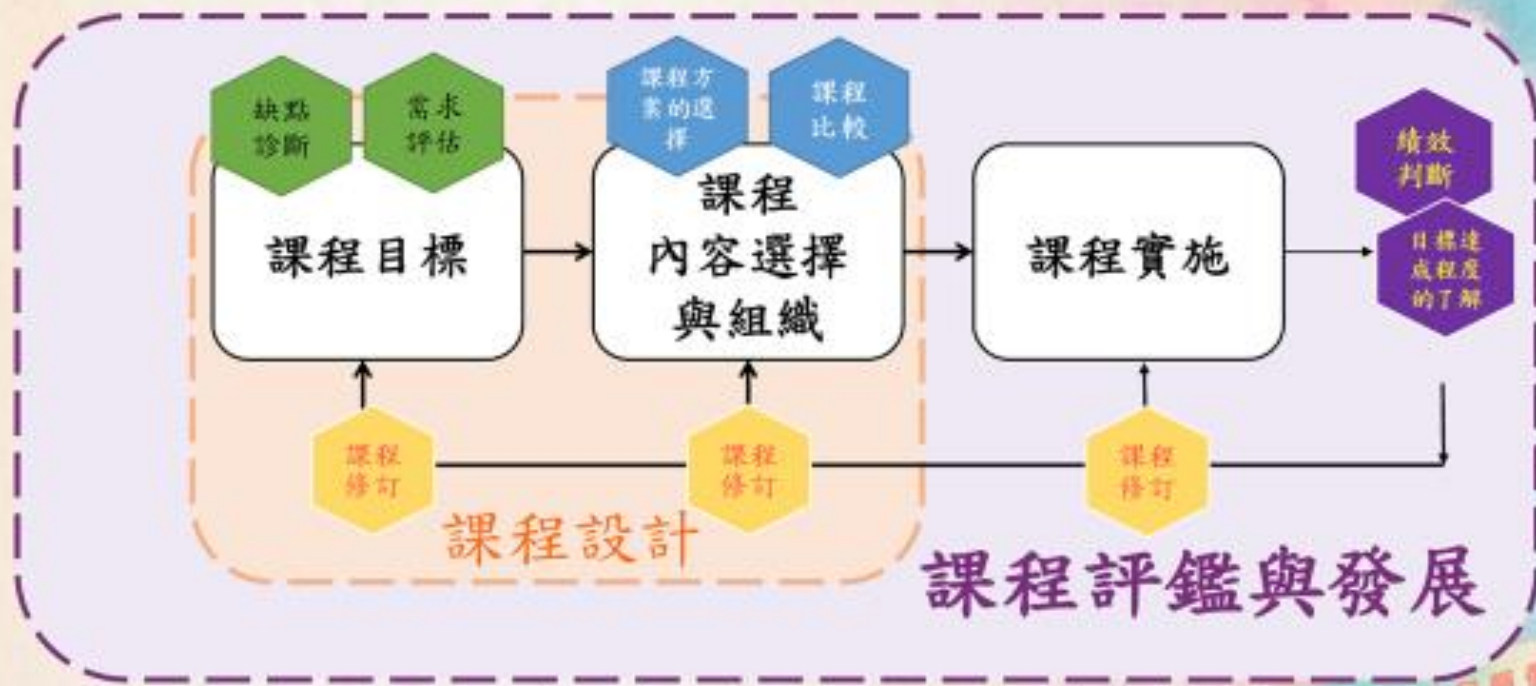 缺點
診斷
需求
評估
課程方
案的選
擇
課程
比較
績效
判斷
課程目標
課程
內容選擇
與組織
課程實施
目標達
成程度
的了解
課程
修訂
課程
修訂
課程
修訂
課程設計
課程評鑑與發展